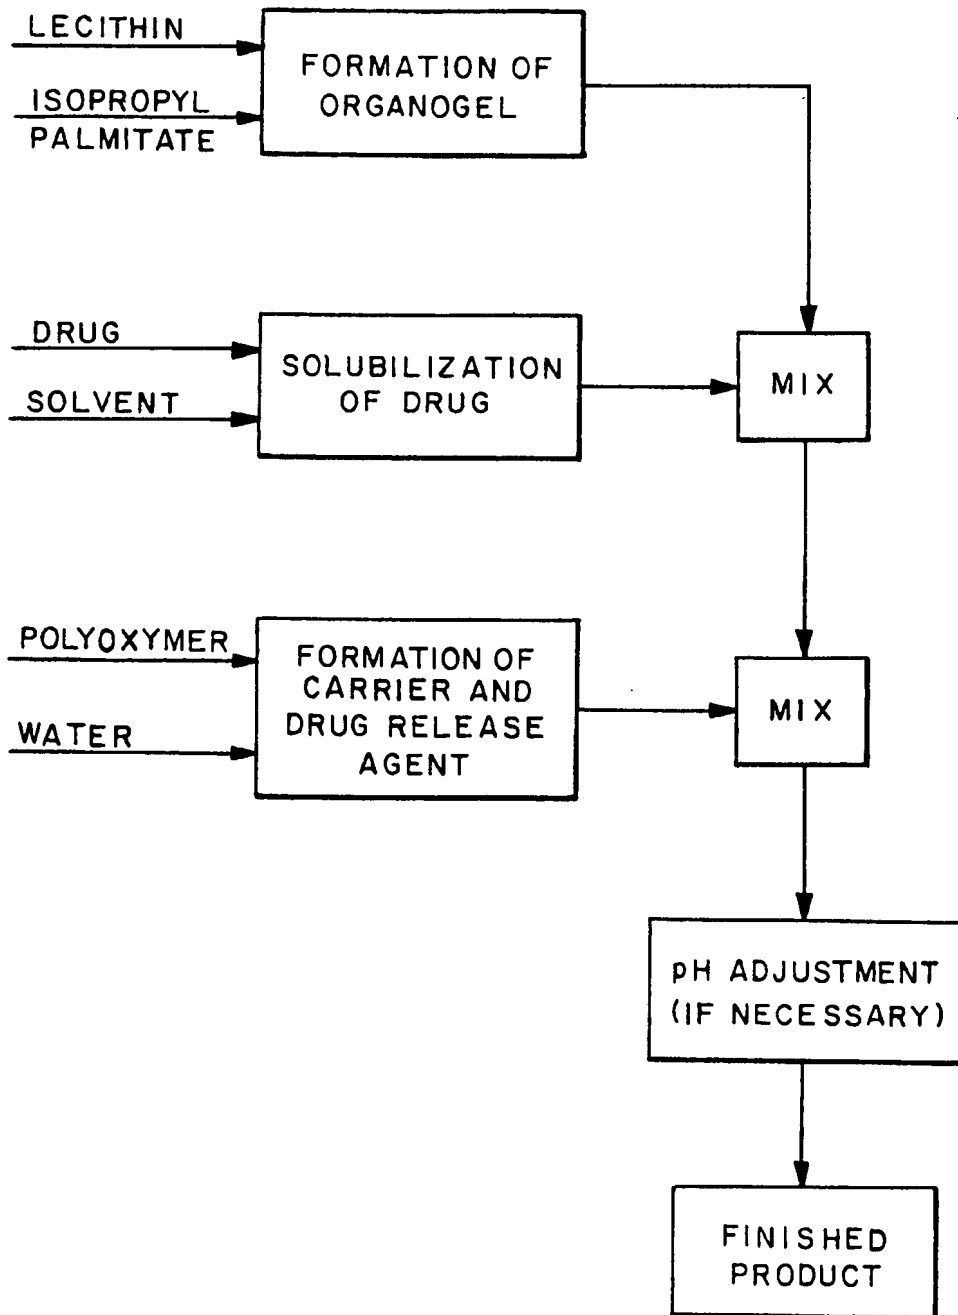 LECITHIN
ISOPROPYL
PALMITATE
FORMATION OF
ORGANOGEL
DRUG
SOLVENT
SOLUBILIZATION
OF DRUG
MIX
POLYOXYMER
WATER
FORMATION OF
CARRIER AND
DRUG RELEASE
AGENT
MIX
pH ADJUSTMENT
(IF NECESSARY)
FINISHED
PRODUCT